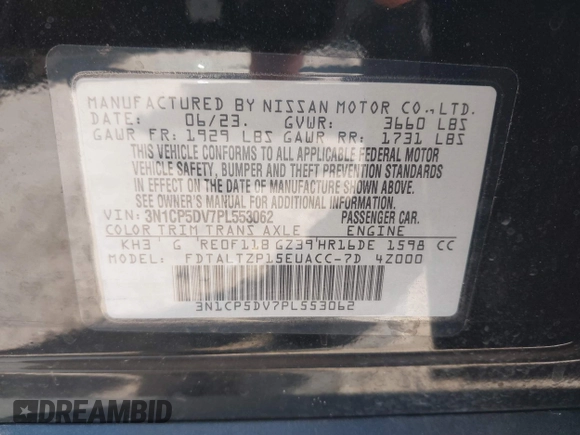 MANUFACTURED BY NISSAN MOTOR CO., LTD.
DATE: 06/23. GVWR: 3660 LBS
GAWR FR: 1929 LBS GAWR RR: 1731 LBS
THIS VEHICLE CONFORMS TO ALL APPLICABLE FEDERAL MOTOR
VEHICLE SAFETY, BUMPER AND THEFT PREVENTION STANDARDS
IN EFFECT ON THE DATE OF MANUFACTURE SHOWN ABOVE.
SEE OWNER'S MANUAL FOR ADDITIONAL INFORMATION.
VIN: 3N1CP5DV7PL553062 PASSENGER CAR.
COLOR TRIM TRANS AXLE ENGINE
KH3 G RE0F11B GZ39 HR16DE 1598 CC
MODEL: FDTALTZP15EUACC-7D 4Z000
3N1CP5DV7PL553062
DREAMBID